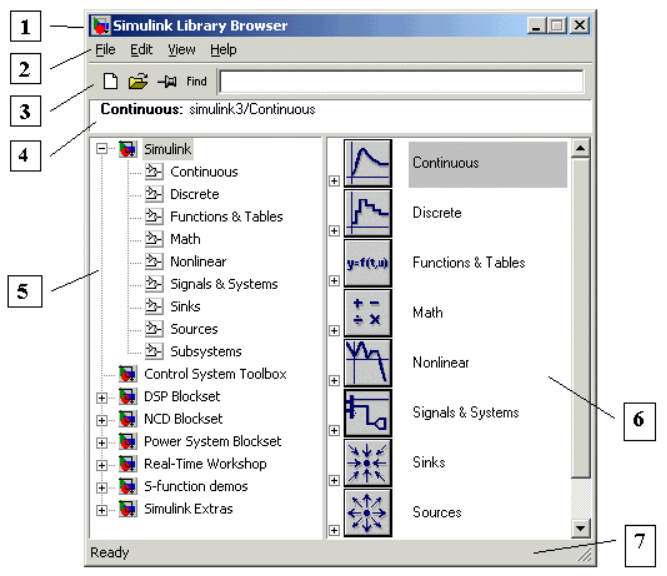 1
Simulink Library Browser
2
File Edit View Help
3
Find
4
Continuous: simulink3/Continuous
5
Simulink
Continuous
Discrete
Functions & Tables
Math
Nonlinear
Signals & Systems
Sinks
Sources
Subsystems
Control System Toolbox
DSP Blockset
NCD Blockset
Power System Blockset
Real-Time Workshop
S-function demos
Simulink Extras
Continuous
Discrete
y=f(t,u) Functions & Tables
+ − ÷ × Math
Nonlinear
Signals & Systems
Sinks
Sources
6
Ready
7